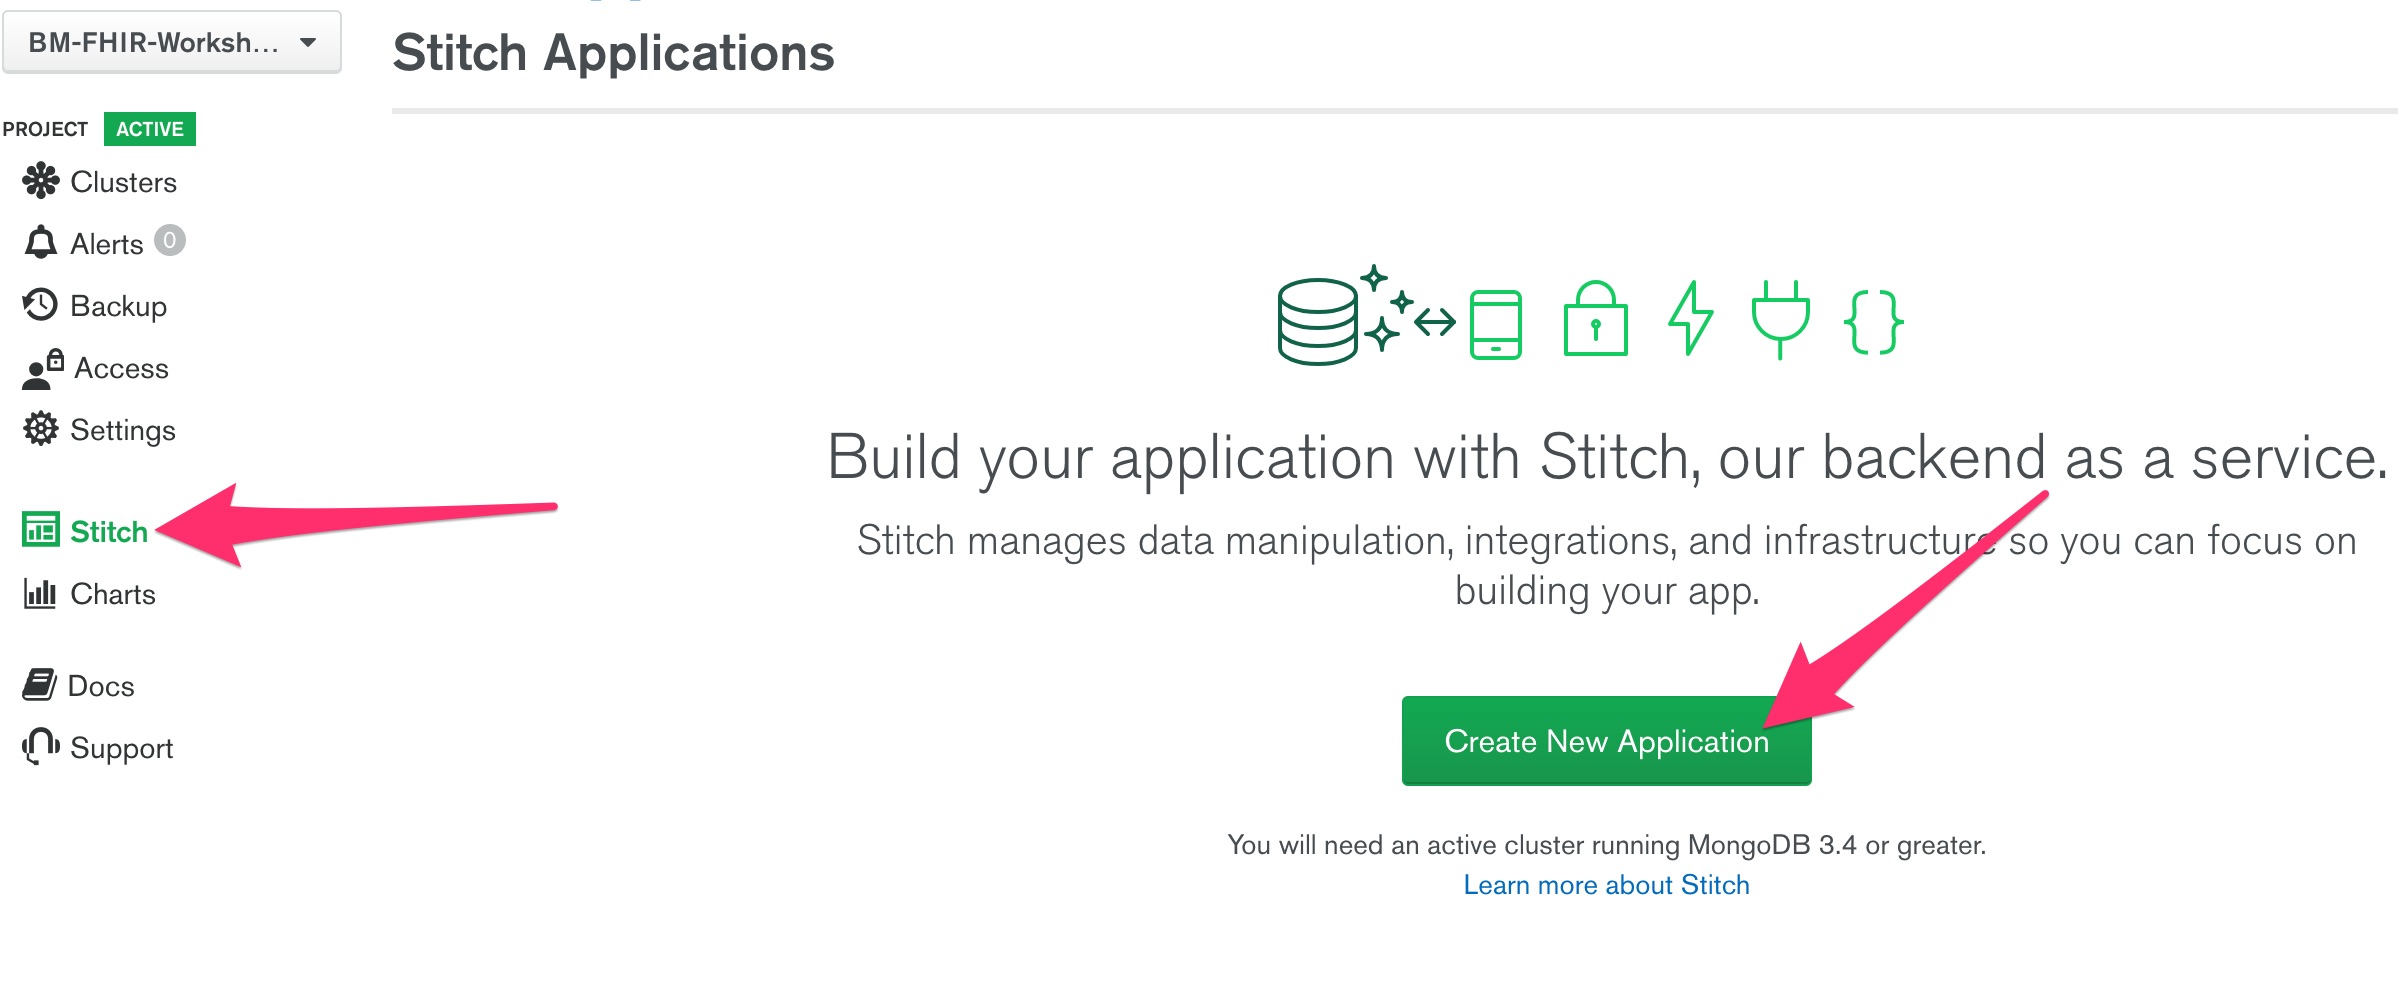 BM-FHIR-Worksh...
Stitch Applications
PROJECT ACTIVE
Clusters
Alerts 0
Backup
Access
Settings
Stitch
Charts
Docs
Support
Build your application with Stitch, our backend as a service.
Stitch manages data manipulation, integrations, and infrastructure so you can focus on
building your app.
Create New Application
You will need an active cluster running MongoDB 3.4 or greater.
Learn more about Stitch